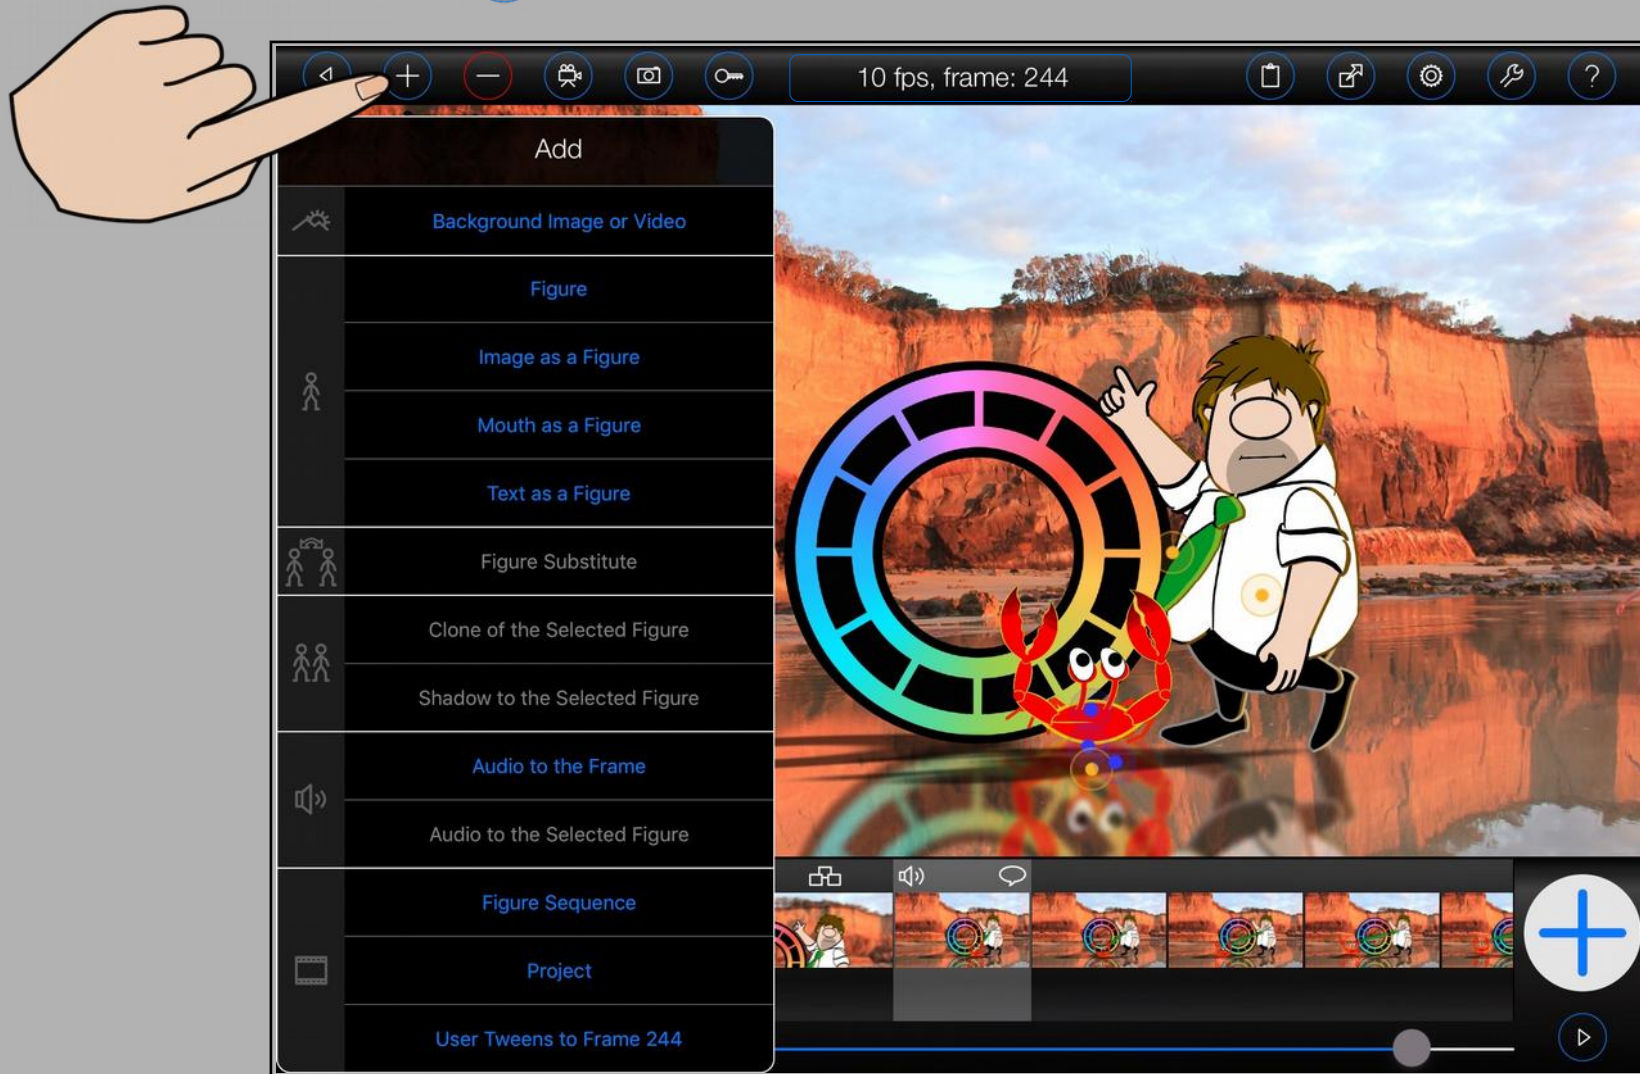 10 fps, frame: 244
?
Add
Background Image or Video
Figure
Image as a Figure
Mouth as a Figure
Text as a Figure
Figure Substitute
Clone of the Selected Figure
Shadow to the Selected Figure
Audio to the Frame
Audio to the Selected Figure
Figure Sequence
Project
User Tweens to Frame 244